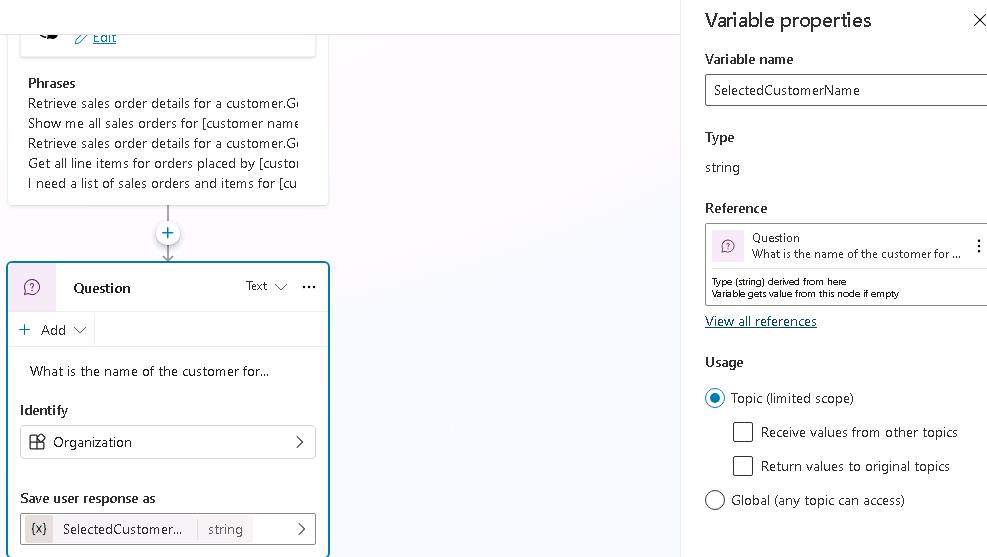 Edit
Phrases
Retrieve sales order details for a customer.Ge
Show me all sales orders for [customer name
Retrieve sales order details for a customer.Ge
Get all line items for orders placed by [custor
I need a list of sales orders and items for [cu
Question
Text
Add
What is the name of the customer for...
Identify
Organization
Save user response as
{x} SelectedCustomer... string
Variable properties
Variable name
SelectedCustomerName
Type
string
Reference
Question
What is the name of the customer for ...
Type (string) derived from here
Variable gets value from this node if empty
View all references
Usage
Topic (limited scope)
Receive values from other topics
Return values to original topics
Global (any topic can access)